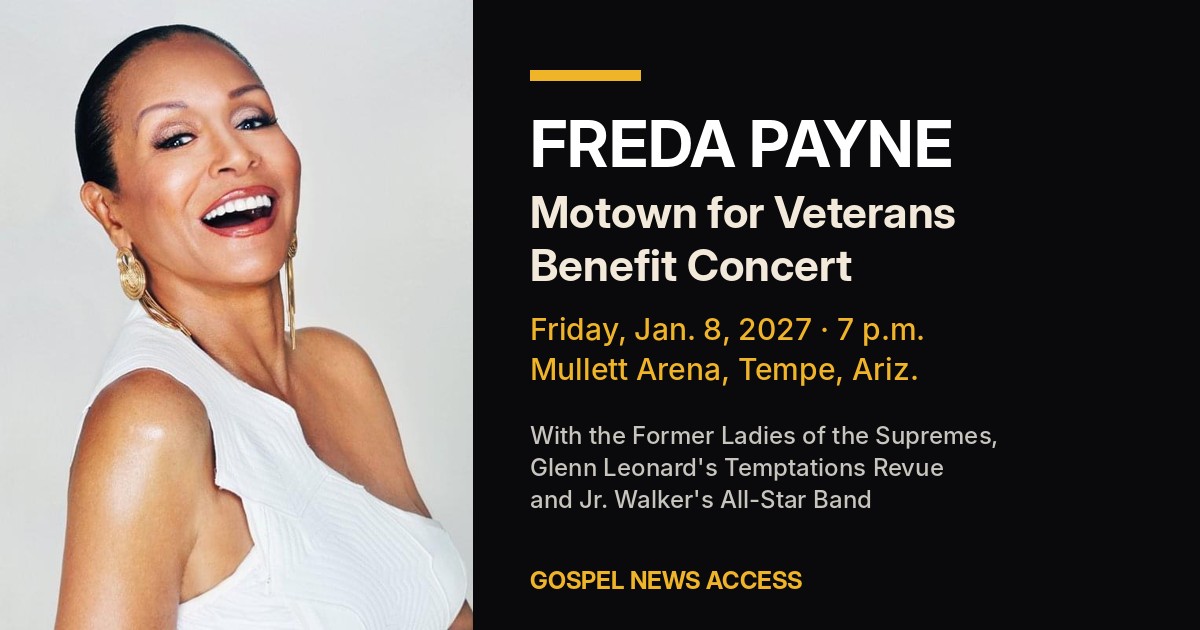 FREDA PAYNE
Motown for Veterans
Benefit Concert
Friday, Jan. 8, 2027 · 7 p.m.
Mullett Arena, Tempe, Ariz.
With the Former Ladies of the Supremes,
Glenn Leonard's Temptations Revue
and Jr. Walker's All-Star Band
GOSPEL NEWS ACCESS